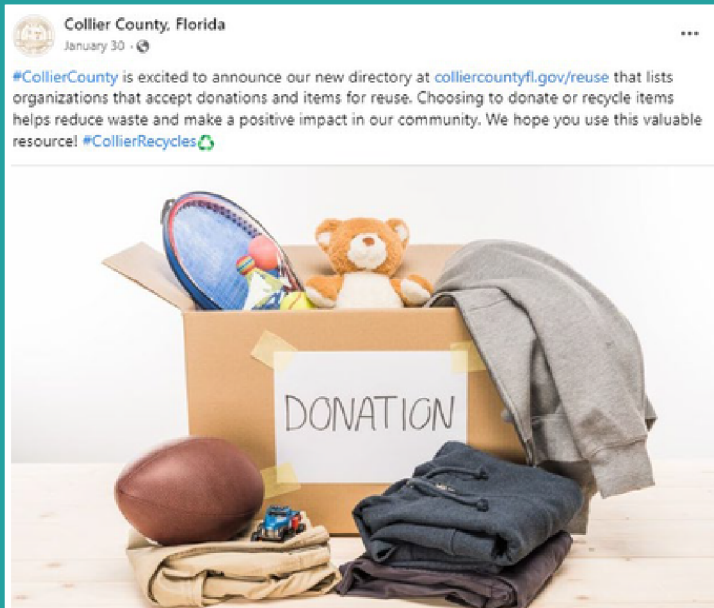 Collier County, Florida
January 30 ·
#CollierCounty is excited to announce our new directory at colliercountyfl.gov/reuse that lists
organizations that accept donations and items for reuse. Choosing to donate or recycle items
helps reduce waste and make a positive impact in our community. We hope you use this valuable
resource! #CollierRecycles♻
DONATION